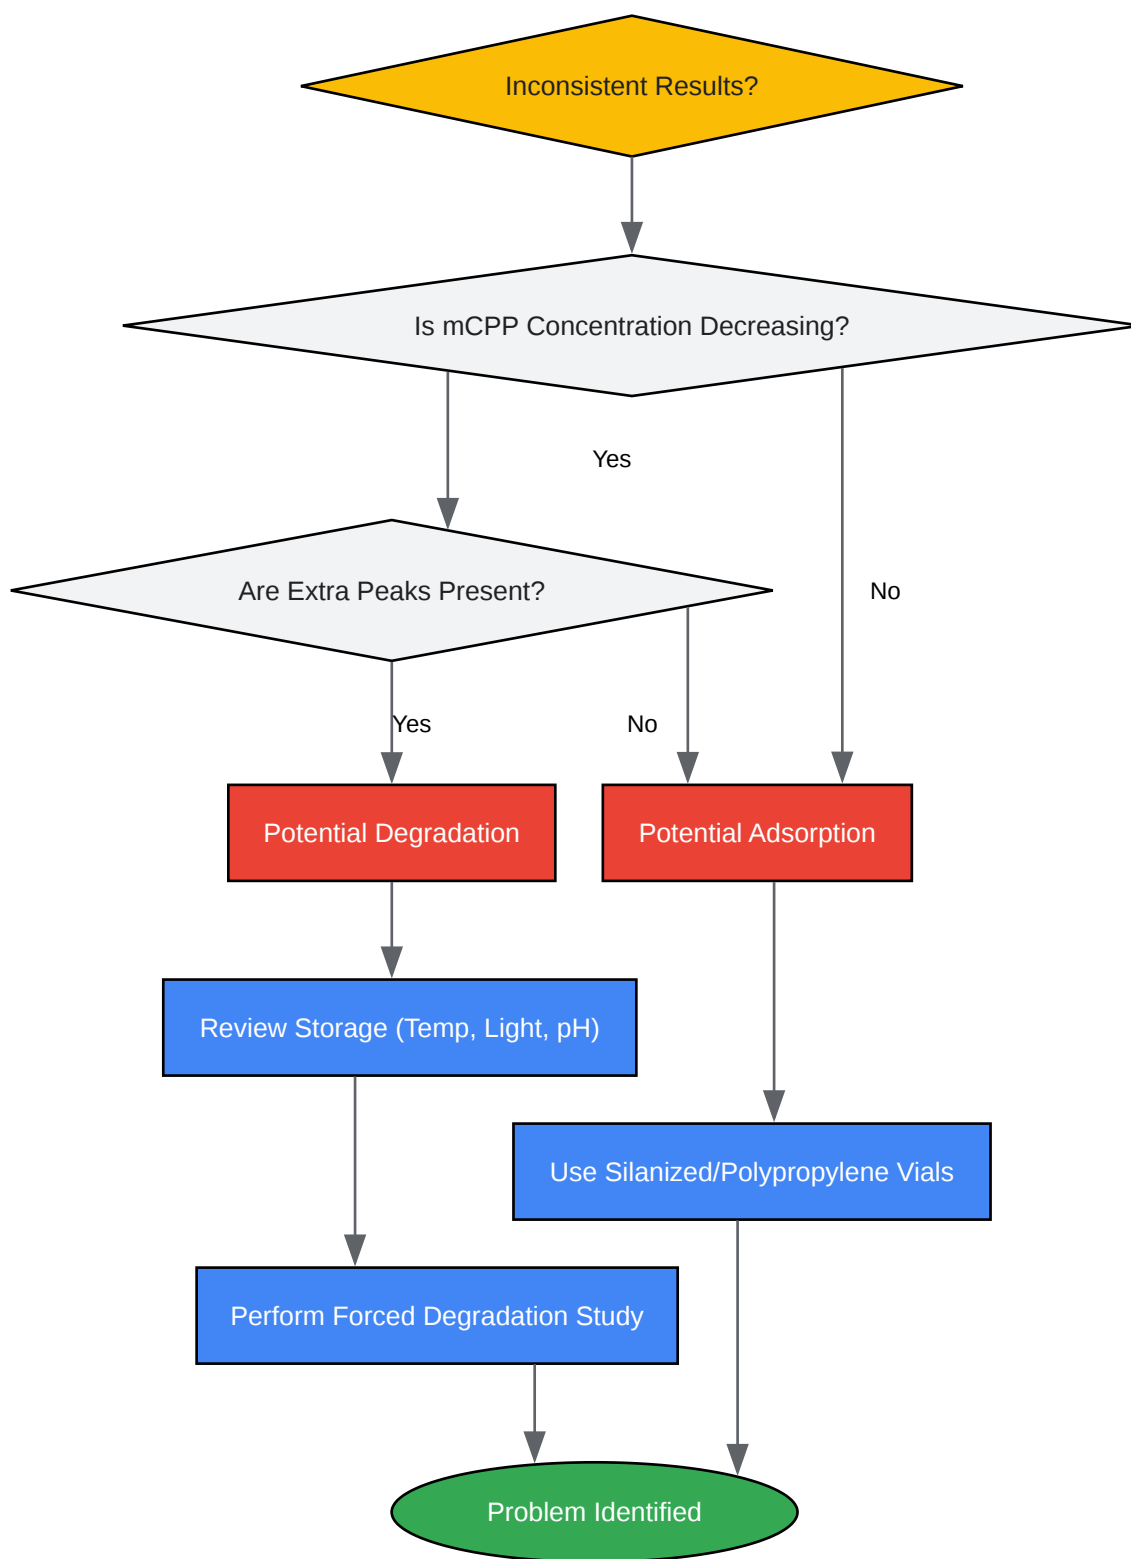 Inconsistent Results?
Is mCPP Concentration Decreasing?
Yes
Are Extra Peaks Present?
No
Yes
No
Potential Degradation
Potential Adsorption
Review Storage (Temp, Light, pH)
Use Silanized/Polypropylene Vials
Perform Forced Degradation Study
Problem Identified